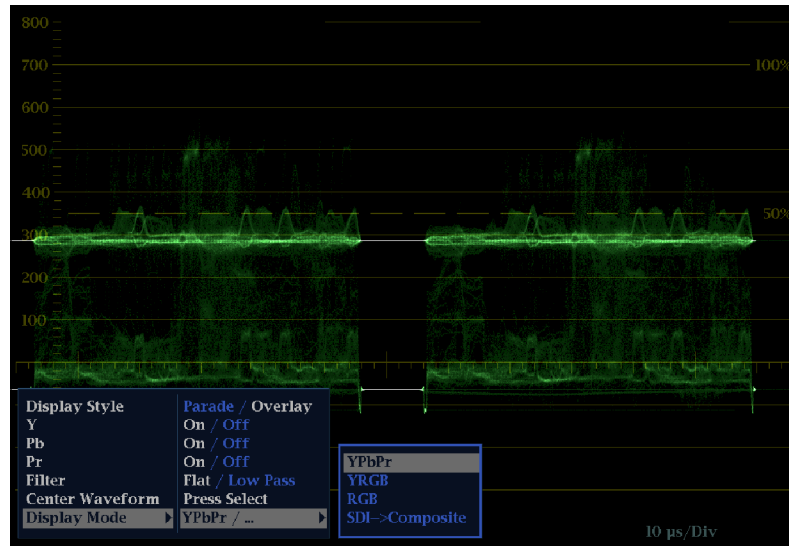 800
700
100%
600
500
400
50%
300
200
100
Display Style Parade / Overlay
Y On / Off
Pb On / Off
Pr On / Off
Filter Flat / Low Pass
Center Waveform Press Select
Display Mode YPbPr / ...
YPbPr
YRGB
RGB
SDI->Composite
10 µs/Div